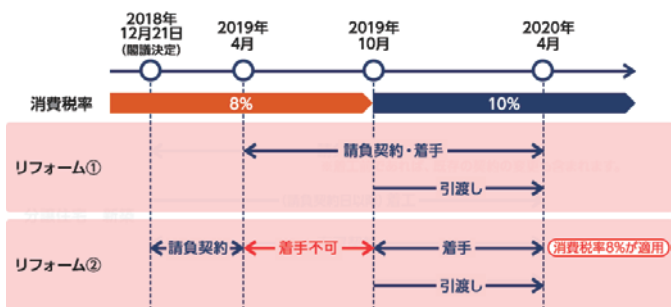 2018年
12月21日
(閣議決定)
2019年
4月
2019年
10月
2020年
4月
消費税率
8%
10%
リフォーム①
請負契約・着手
引渡し
リフォーム②
請負契約
着手不可
着手
消費税率8%が適用
引渡し